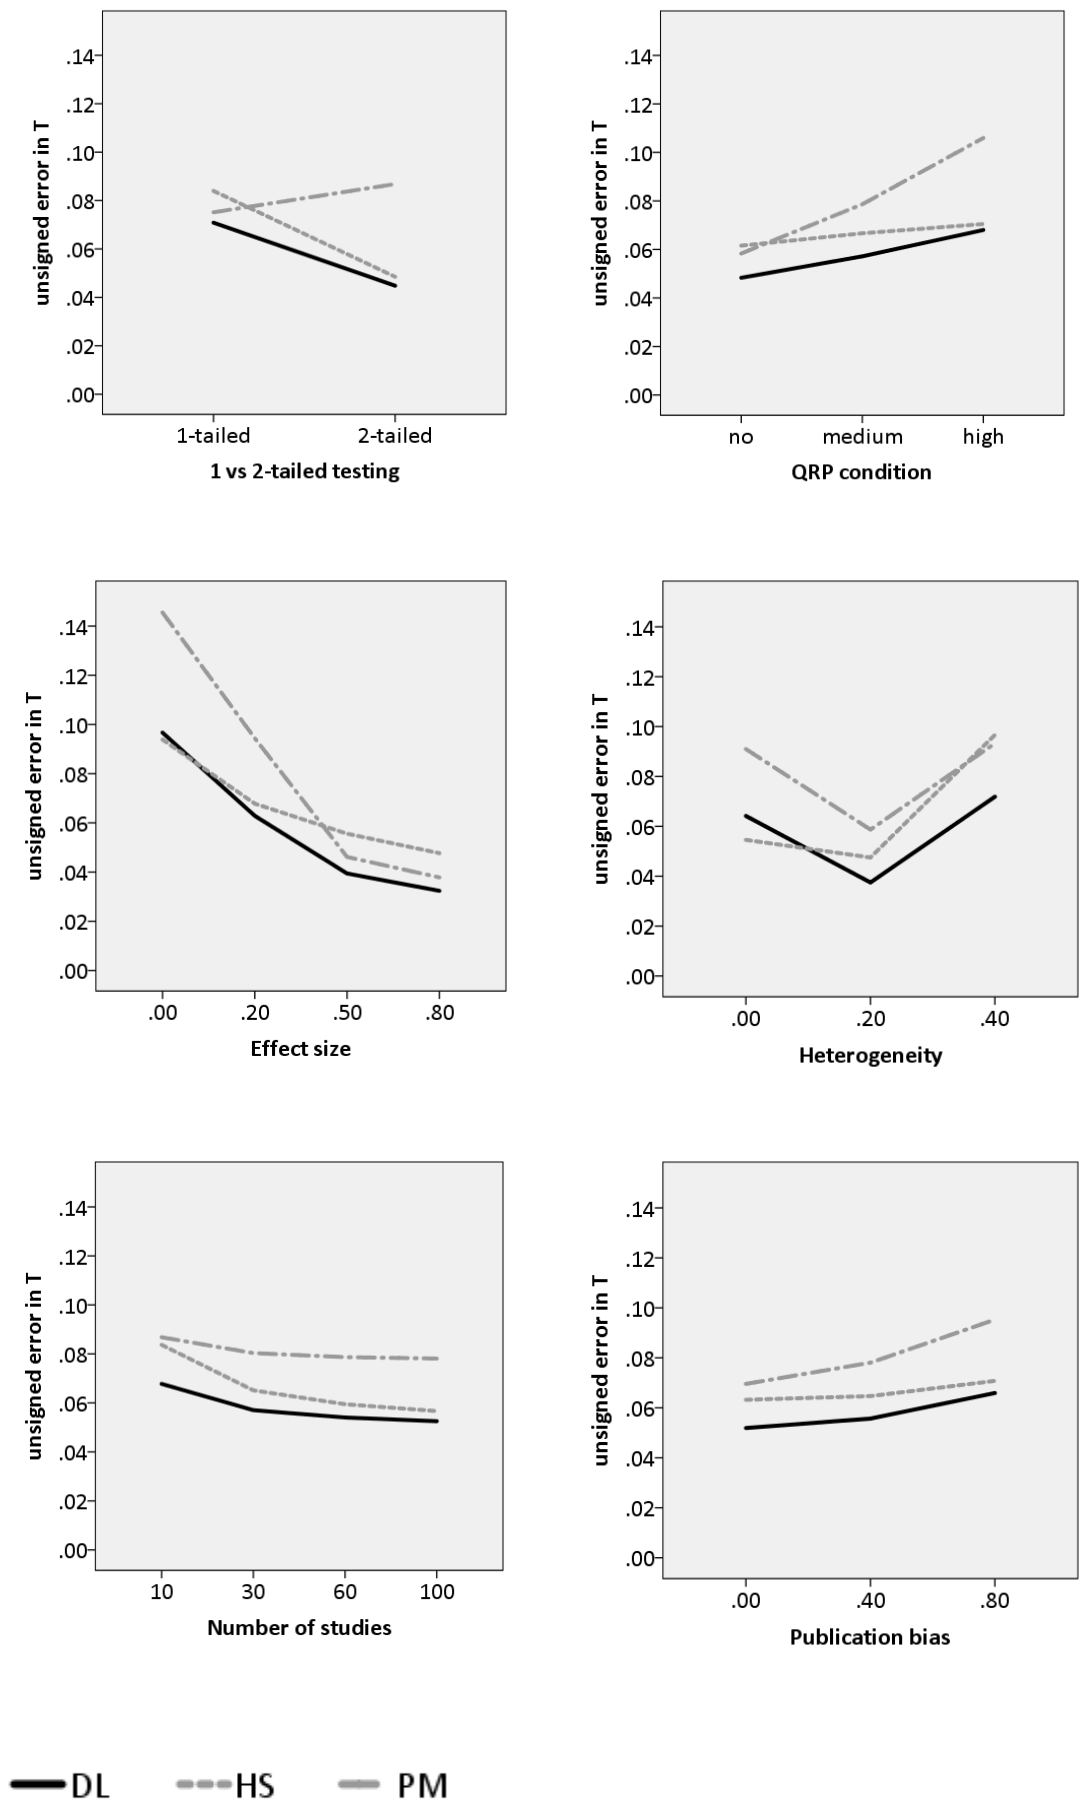 unsigned error in T
.14
.12
.10
.08
.06
.04
.02
.00
1-tailed 2-tailed
1 vs 2-tailed testing
unsigned error in T
.14
.12
.10
.08
.06
.04
.02
.00
no medium high
QRP condition
unsigned error in T
.14
.12
.10
.08
.06
.04
.02
.00
.00 .20 .50 .80
Effect size
unsigned error in T
.14
.12
.10
.08
.06
.04
.02
.00
.00 .20 .40
Heterogeneity
unsigned error in T
.14
.12
.10
.08
.06
.04
.02
.00
10 30 60 100
Number of studies
unsigned error in T
.14
.12
.10
.08
.06
.04
.02
.00
.00 .40 .80
Publication bias
DL HS PM